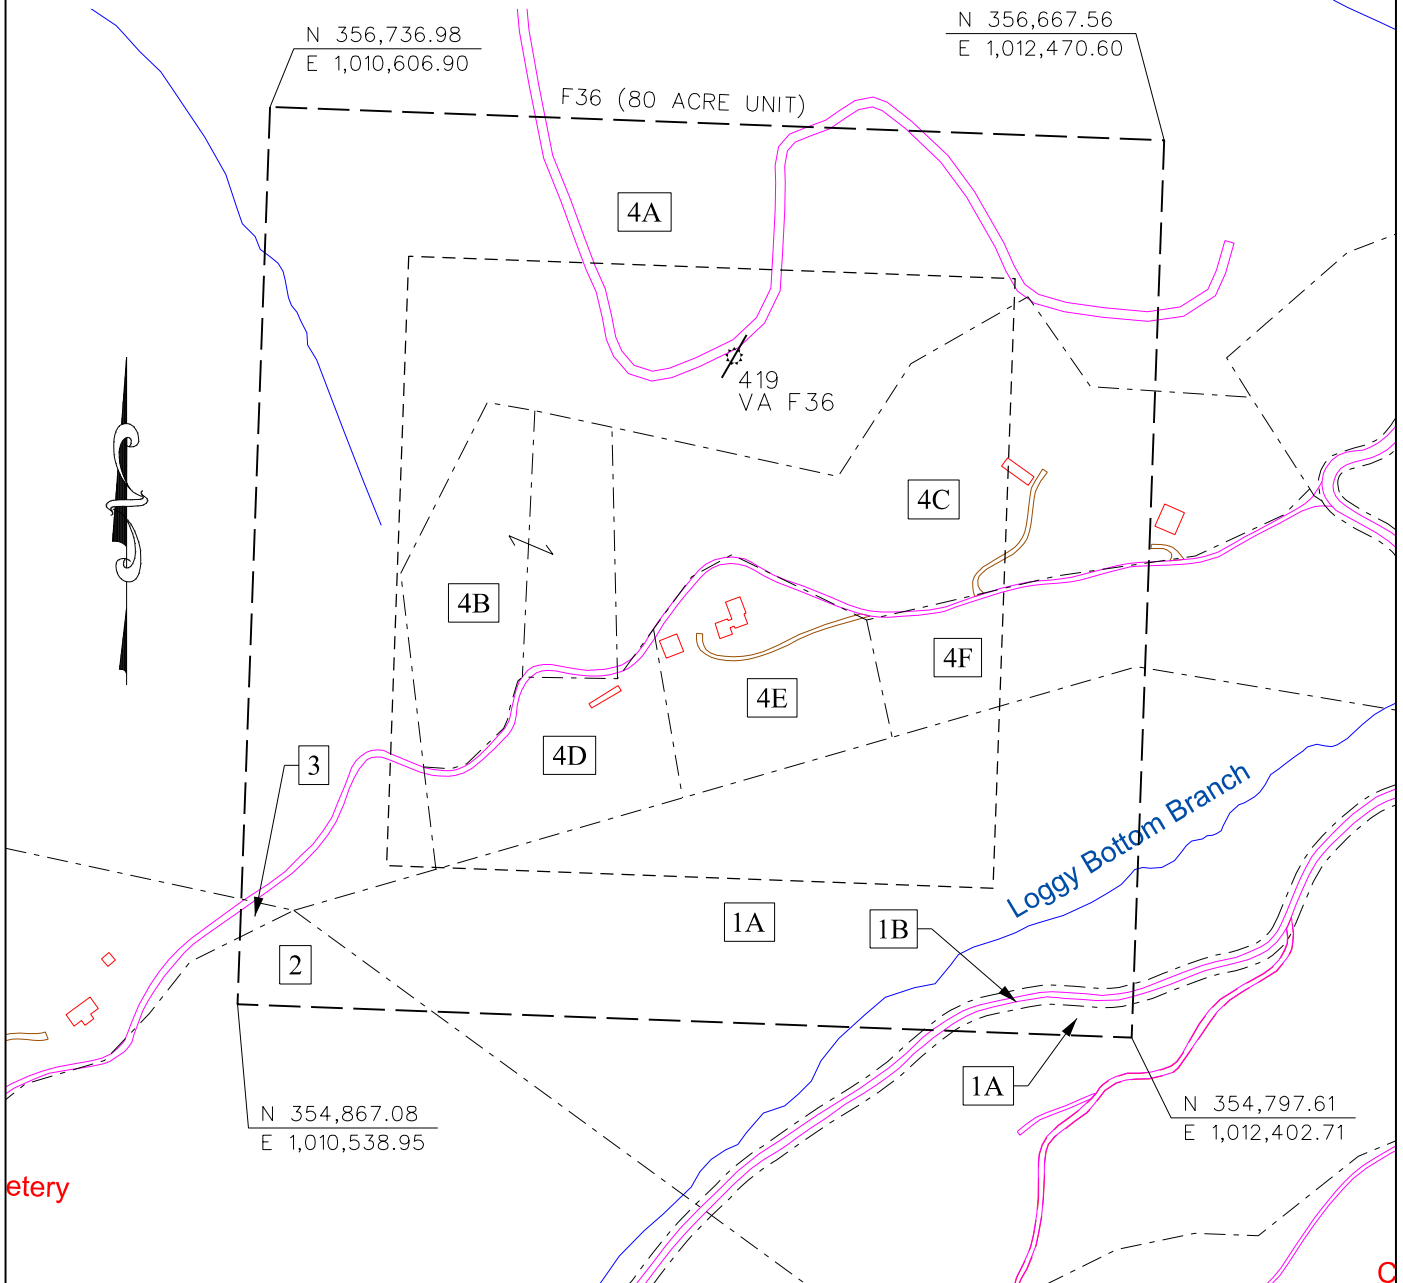 N 356,736.98
E 1,010,606.90
N 356,667.56
E 1,012,470.60
F36 (80 ACRE UNIT)
4A
419
VA F36
4C
4B
4F
4E
4D
3
Loggy Bottom Branch
1A
1B
2
1A
N 354,867.08
E 1,010,538.95
N 354,797.61
E 1,012,402.71
etery
C